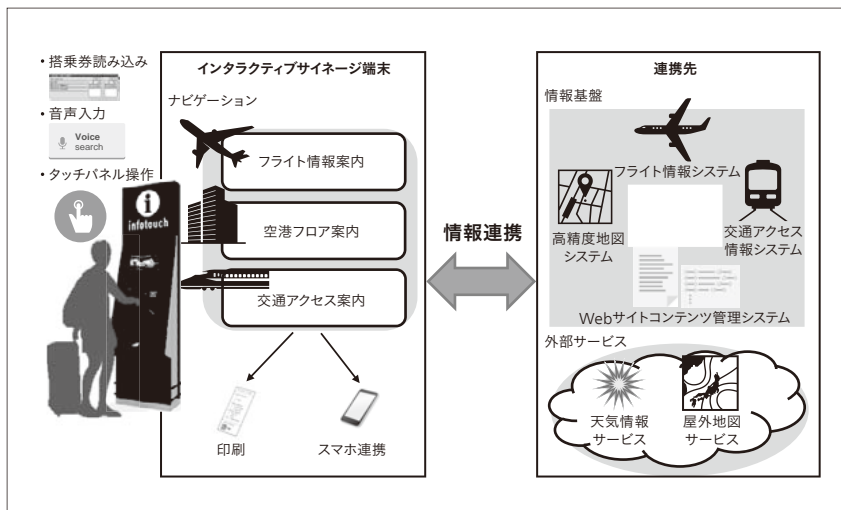 • 搭乗券読み込み
• 音声入力
Voice
search
• タッチパネル操作
infotouch
インタラクティブサイネージ端末
ナビゲーション
フライト情報案内
空港フロア案内
交通アクセス案内
印刷
スマホ連携
情報連携
連携先
情報基盤
フライト情報システム
高精度地図
システム
交通アクセス
情報システム
Webサイトコンテンツ管理システム
外部サービス
天気情報
サービス
屋外地図
サービス